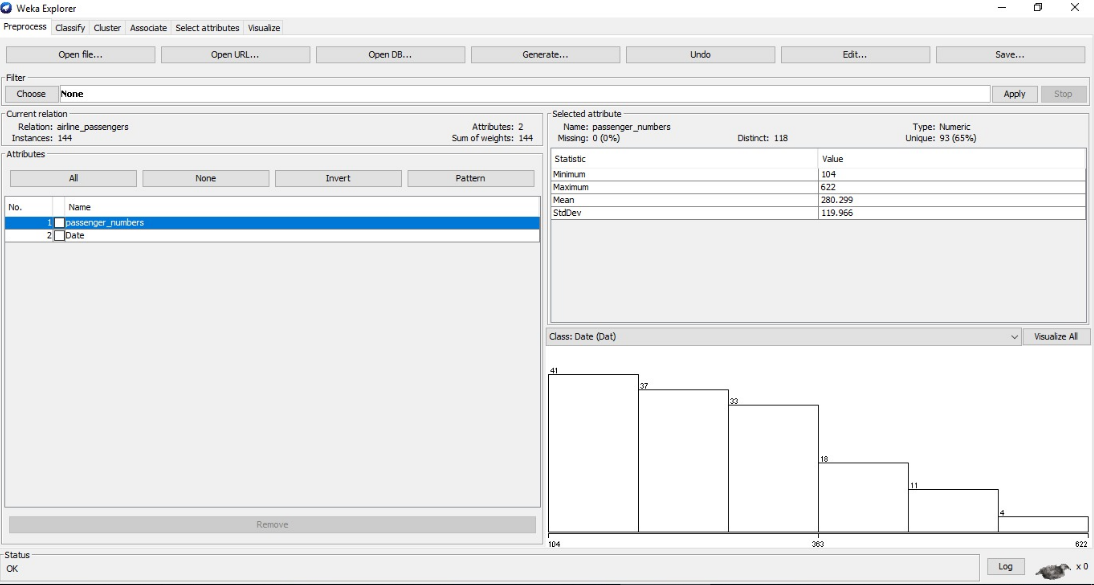 Weka Explorer
Preprocess Classify Cluster Associate Select attributes Visualize
Open file... Open URL... Open DB... Generate... Undo Edit... Save...
Filter
Choose None Apply Stop
Current relation
Relation: airline_passengers Attributes: 2
Instances: 144 Sum of weights: 144
Attributes
All None Invert Pattern
No. Name
1 passenger_numbers
2 Date
Remove
Selected attribute
Name: passenger_numbers Type: Numeric
Missing: 0 (0%) Distinct: 118 Unique: 93 (65%)
Statistic Value
Minimum 104
Maximum 622
Mean 280.299
StdDev 119.966
Class: Date (Dat) Visualize All
41
37
33
18
11
4
104 363 622
Status
OK Log x 0